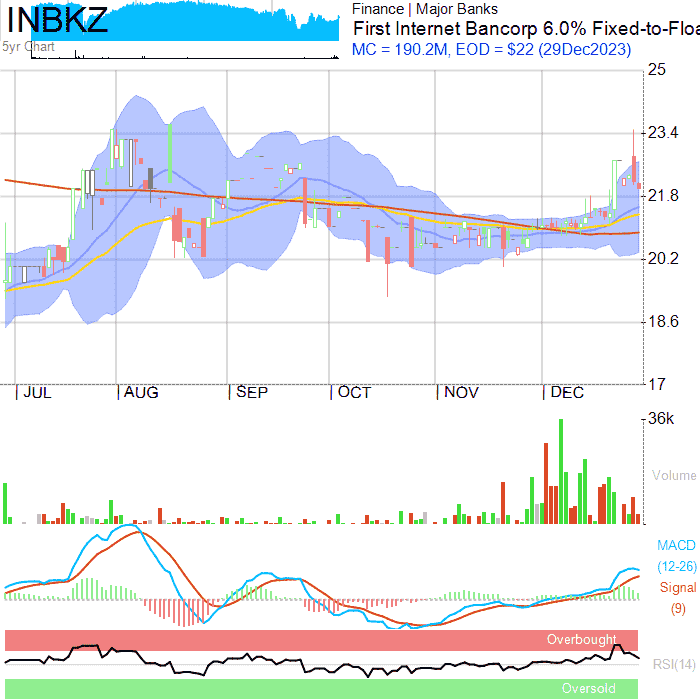 INBKZ
5yr Chart
Finance | Major Banks
First Internet Bancorp 6.0% Fixed-to-Floa
MC = 190.2M, EOD = $22 (29Dec2023)
25
23.4
21.8
20.2
18.6
17
| JUL | AUG | SEP | OCT | NOV | DEC
36k
Volume
MACD
(12-26)
Signal
(9)
Overbought
RSI(14)
Oversold